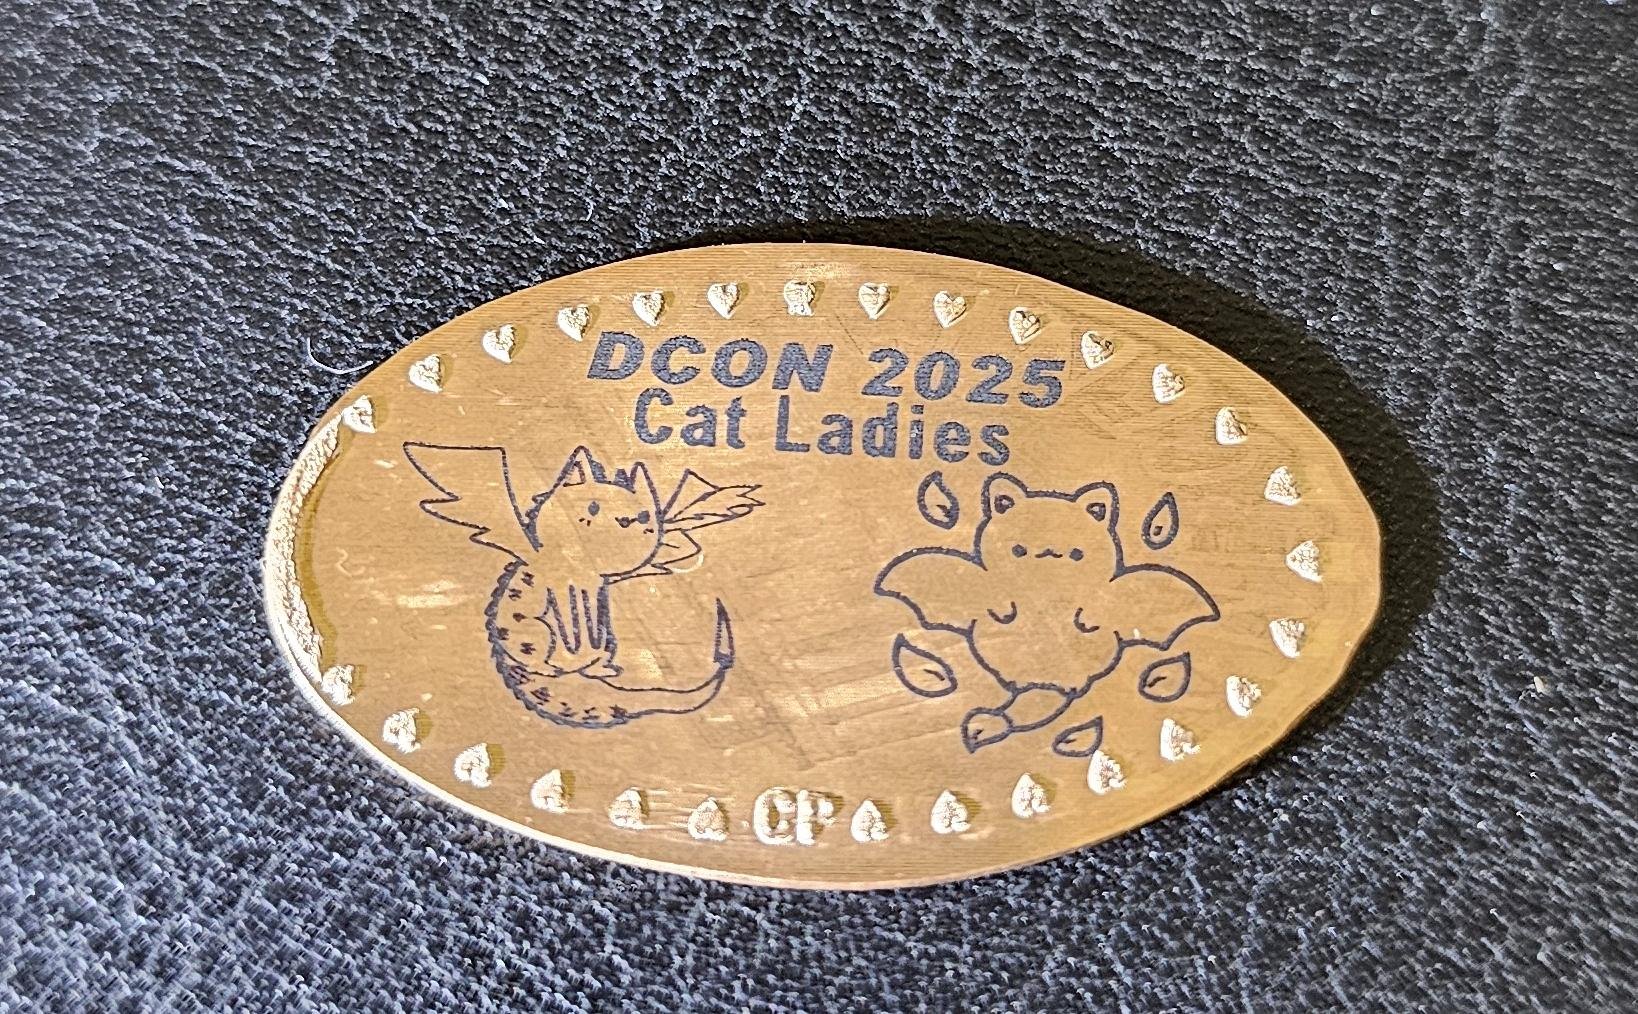 DCON 2025
Cat Ladies
CP